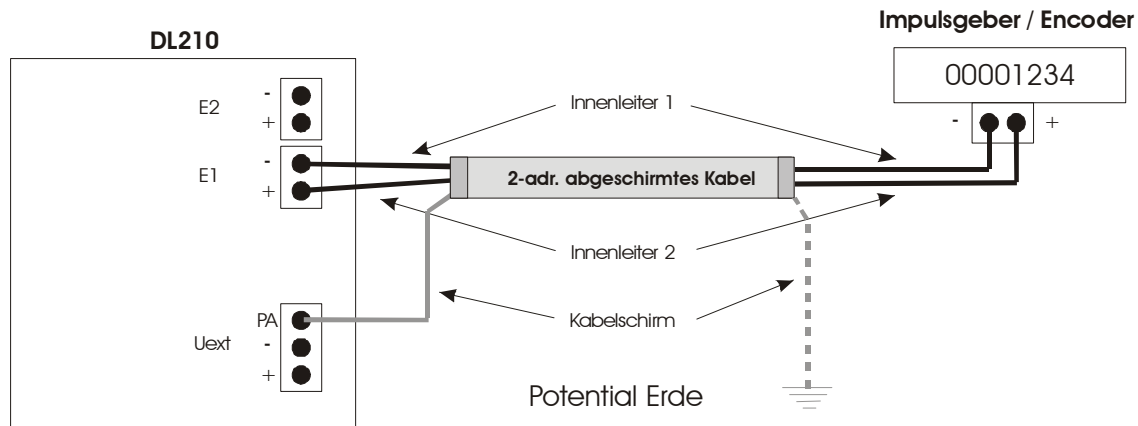 Impulsgeber / Encoder
DL210
00001234
E2
-
+
Innenleiter 1
- +
E1
-
+
2-adr. abgeschirmtes Kabel
Innenleiter 2
Kabelschirm
Uext
PA
-
+
Potential Erde